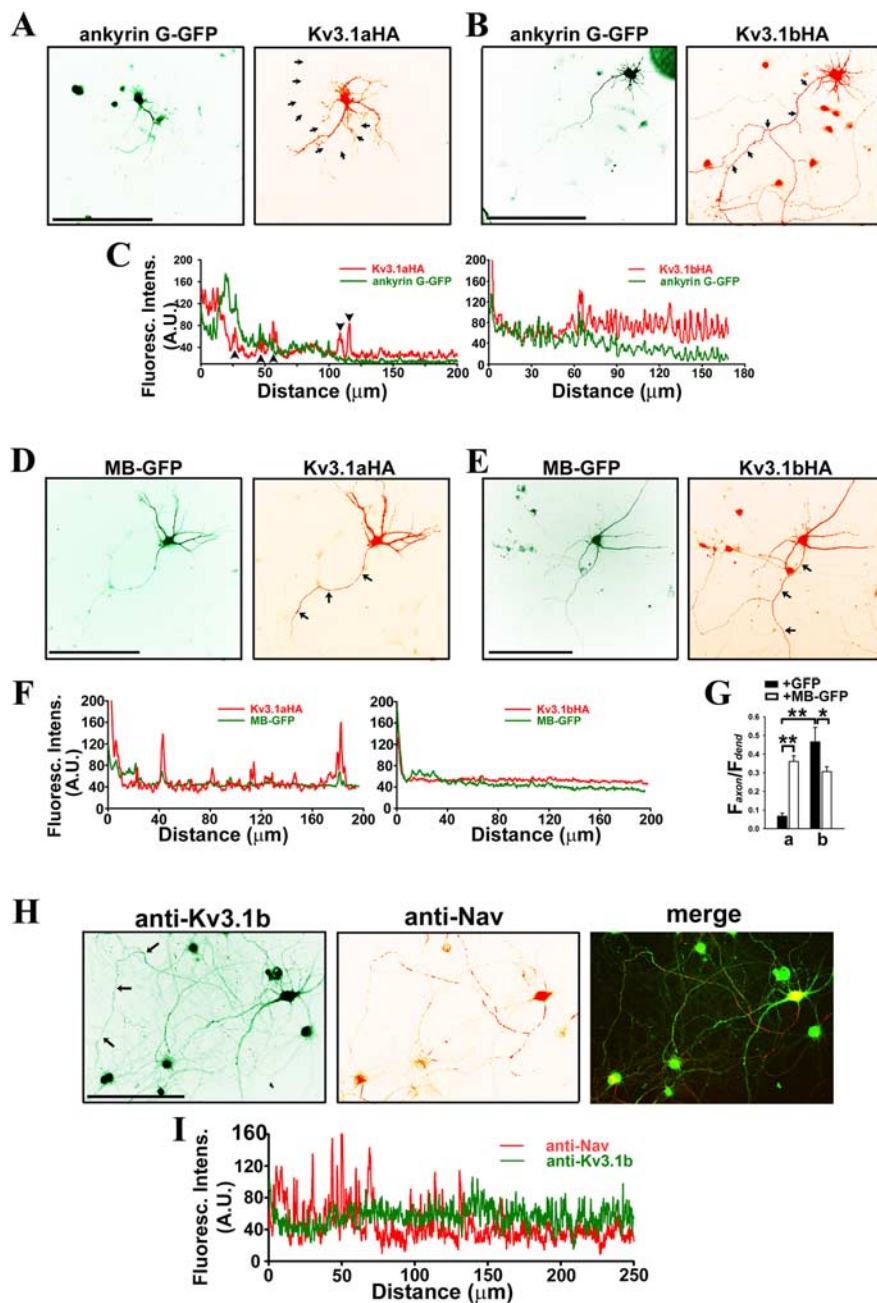 A
B
ankyrin G-GFP
Kv3.1aHA
ankyrin G-GFP
Kv3.1bHA
C
Fluoresc. Intens.
(A.U.)
200
160
120
80
40
0
Kv3.1aHA
ankyrin G-GFP
0 50 100 150 200
Distance (μm)
200
160
120
80
40
0
Kv3.1bHA
ankyrin G-GFP
0 30 60 90 120 150 180
Distance (μm)
D
E
MB-GFP
Kv3.1aHA
MB-GFP
Kv3.1bHA
F
Fluoresc. Intens.
(A.U.)
200
160
120
80
40
0
Kv3.1aHA
MB-GFP
0 40 80 120 160 200
Distance (μm)
200
160
120
80
40
0
Kv3.1bHA
MB-GFP
0 40 80 120 160 200
Distance (μm)
G
+GFP
+MB-GFP
Faxon/Fdend
0.6
0.5
0.4
0.3
0.2
0.1
0.0
** *
**
a b
H
anti-Kv3.1b
anti-Nav
merge
I
Fluoresc. Intens.
(A.U.)
160
120
80
40
0
anti-Nav
anti-Kv3.1b
0 50 100 150 200 250
Distance (μm)